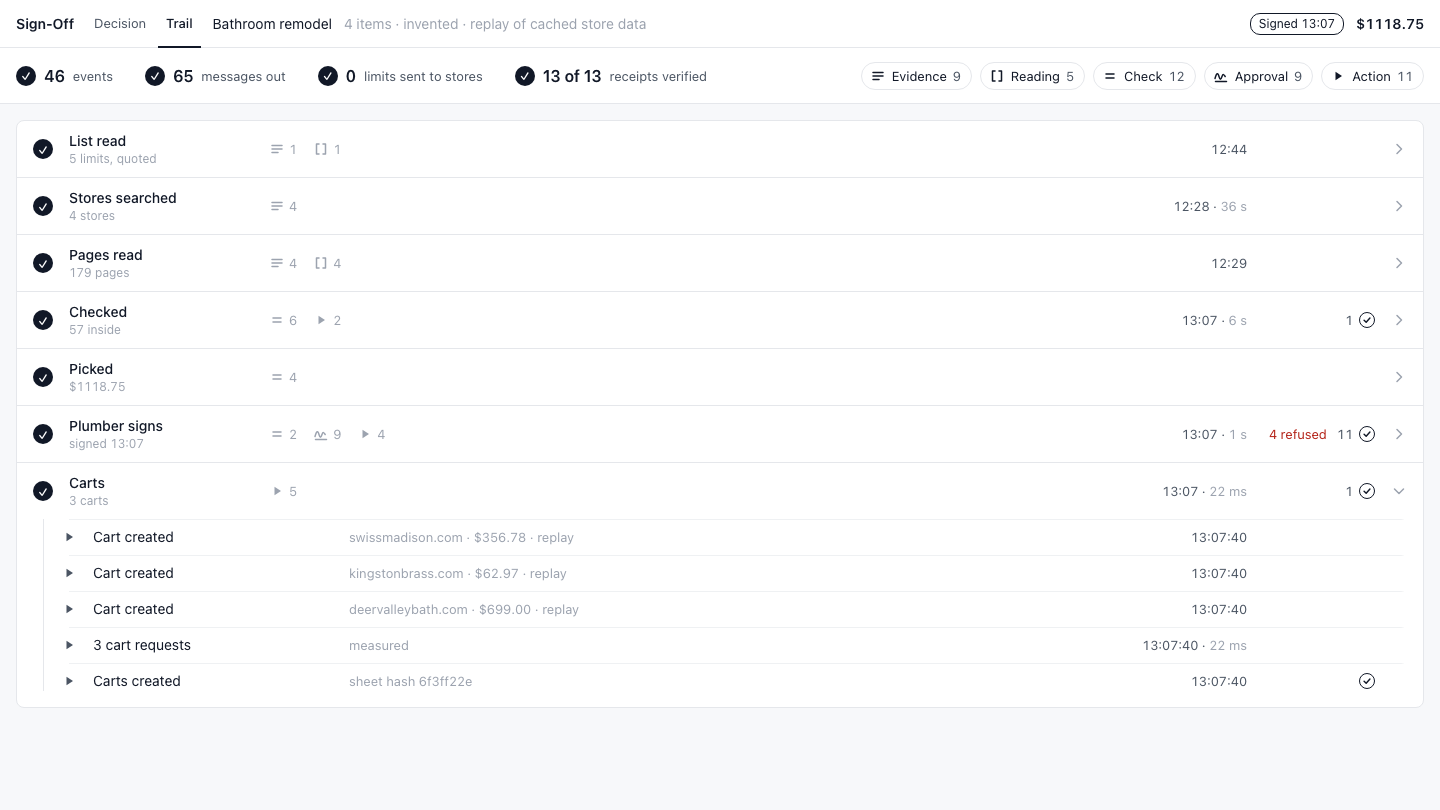 Sign-Off Decision Trail Bathroom remodel 4 items · invented · replay of cached store data Signed 13:07 $1118.75
46 events 65 messages out 0 limits sent to stores 13 of 13 receipts verified Evidence 9 Reading 5 Check 12 Approval 9 Action 11
List read 1 1 12:44
5 limits, quoted
Stores searched 4 12:28 · 36 s
4 stores
Pages read 4 4 12:29
179 pages
Checked 6 2 13:07 · 6 s 1
57 inside
Picked 4
$1118.75
Plumber signs 2 9 4 13:07 · 1 s 4 refused 11
signed 13:07
Carts 5 13:07 · 22 ms 1
3 carts
Cart created swissmadison.com · $356.78 · replay 13:07:40
Cart created kingstonbrass.com · $62.97 · replay 13:07:40
Cart created deervalleybath.com · $699.00 · replay 13:07:40
3 cart requests measured 13:07:40 · 22 ms
Carts created sheet hash 6f3ff22e 13:07:40